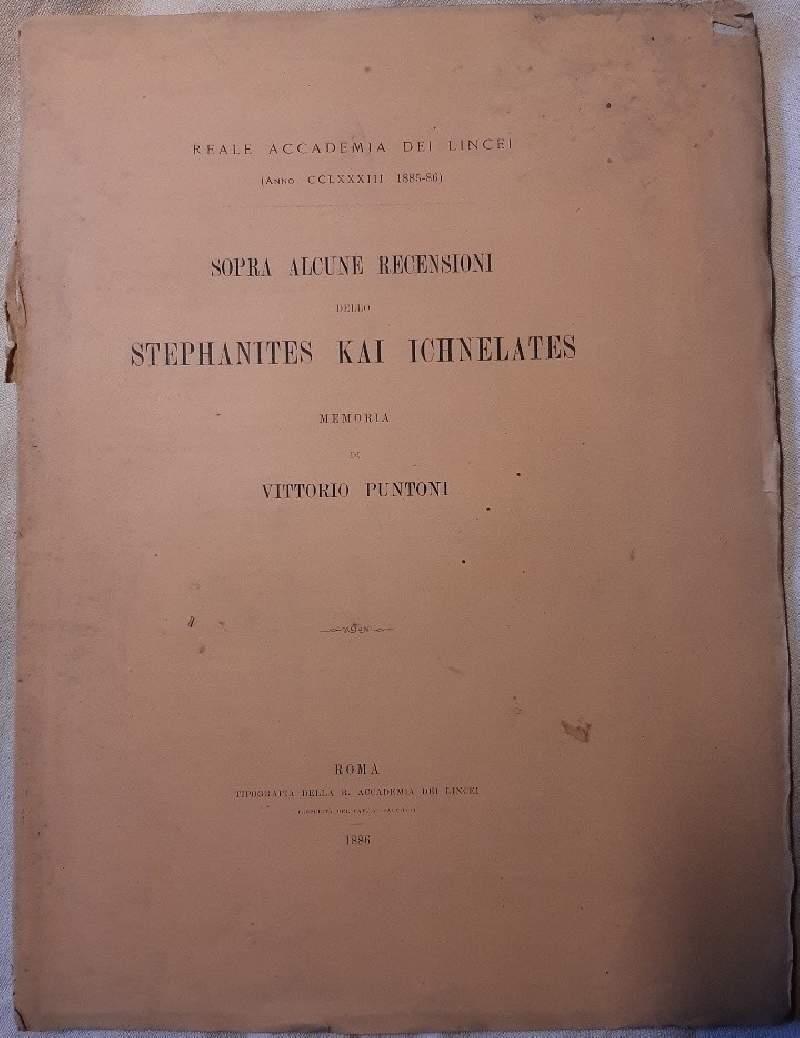 REALE ACCADEMIA DEI LINCEI
(ANNO CCLXXXIII 1885-86)
SOPRA ALCUNE RECENSIONI
DELLO
STEPHANITES KAI ICHNELATES
MEMORIA
DI
VITTORIO PUNTONI
ROMA
TIPOGRAFIA DELLA R. ACCADEMIA DEI LINCEI
1886